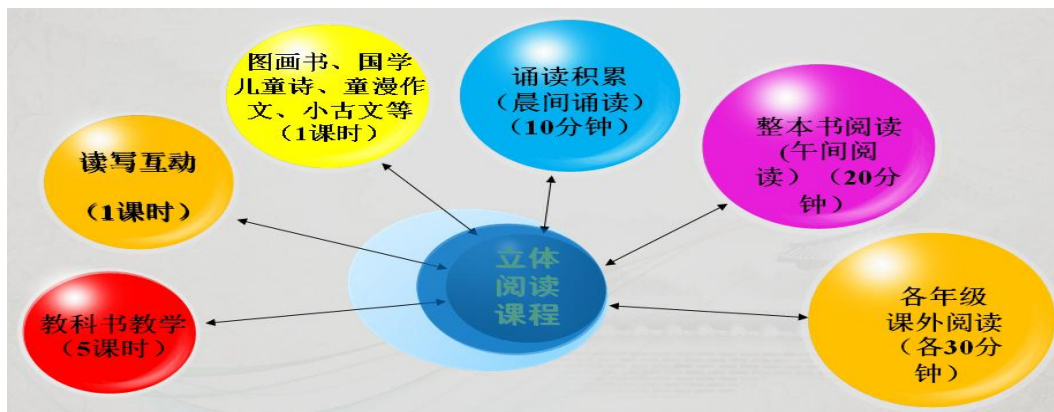 图画书、国学
儿童诗、童漫作
文、小古文等
（1课时）
诵读积累
（晨间诵读）
（10分钟）
整本书阅读
(午间阅
读）（20分
钟）
读写互动
（1课时）
立体
阅读
课程
教科书教学
（5课时）
各年级
课外阅读
（各30分
钟）